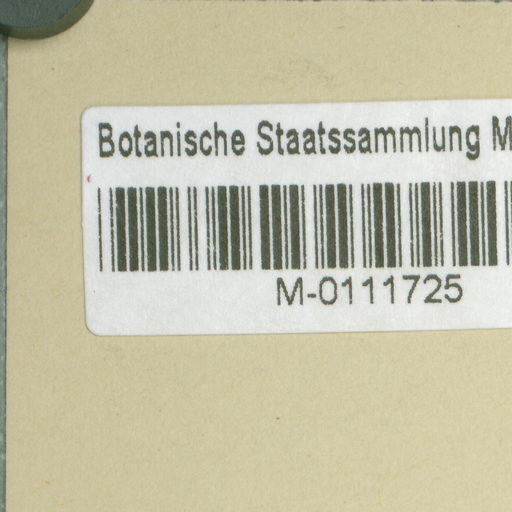 Botanische Staatssammlung M
M-0111725